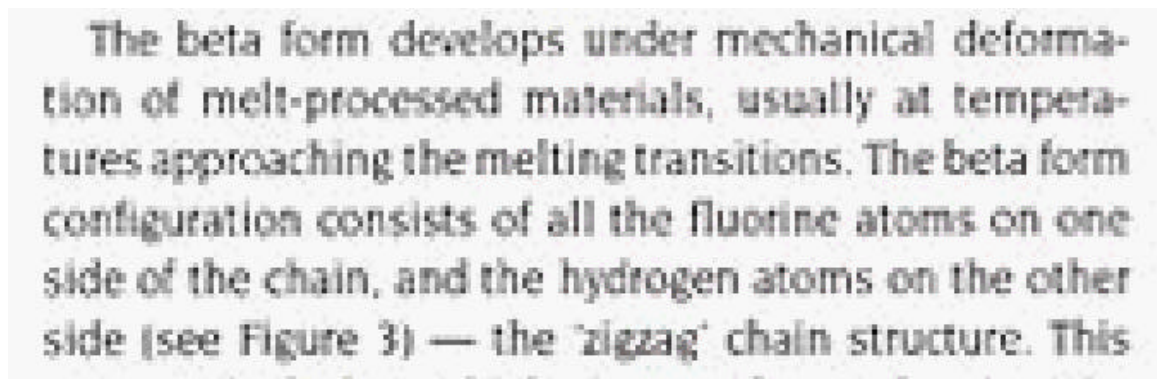 The beta form develops under mechanical deforma-
tion of melt-processed materials, usually at tempera-
tures approaching the melting transitions. The beta form
configuration consists of all the fluorine atoms on one
side of the chain, and the hydrogen atoms on the other
side (see Figure 3) — the 'zigzag' chain structure. This